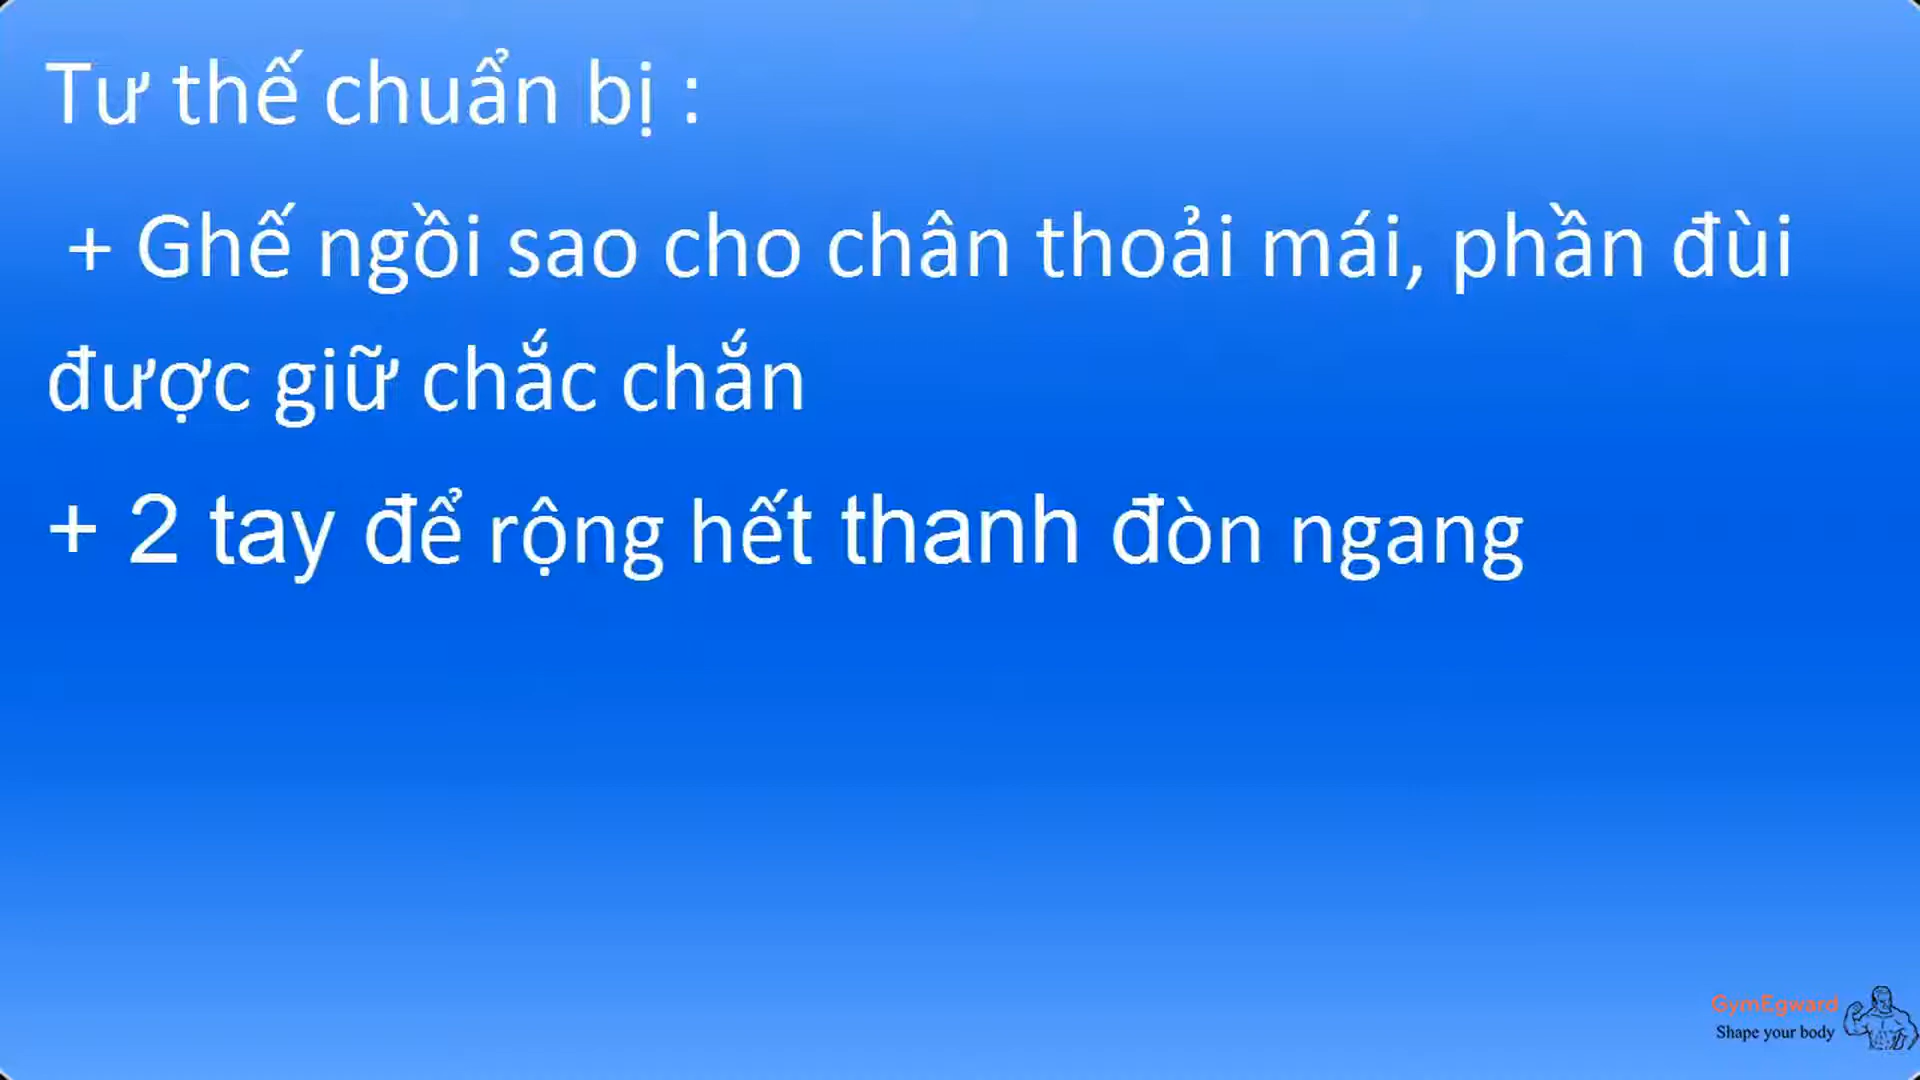 Tư thế chuẩn bị :
+ Ghế ngồi sao cho chân thoải mái, phần đùi
được giữ chắc chắn
+ 2 tay để rộng hết thanh đòn ngang
GymEgward
Shape your body